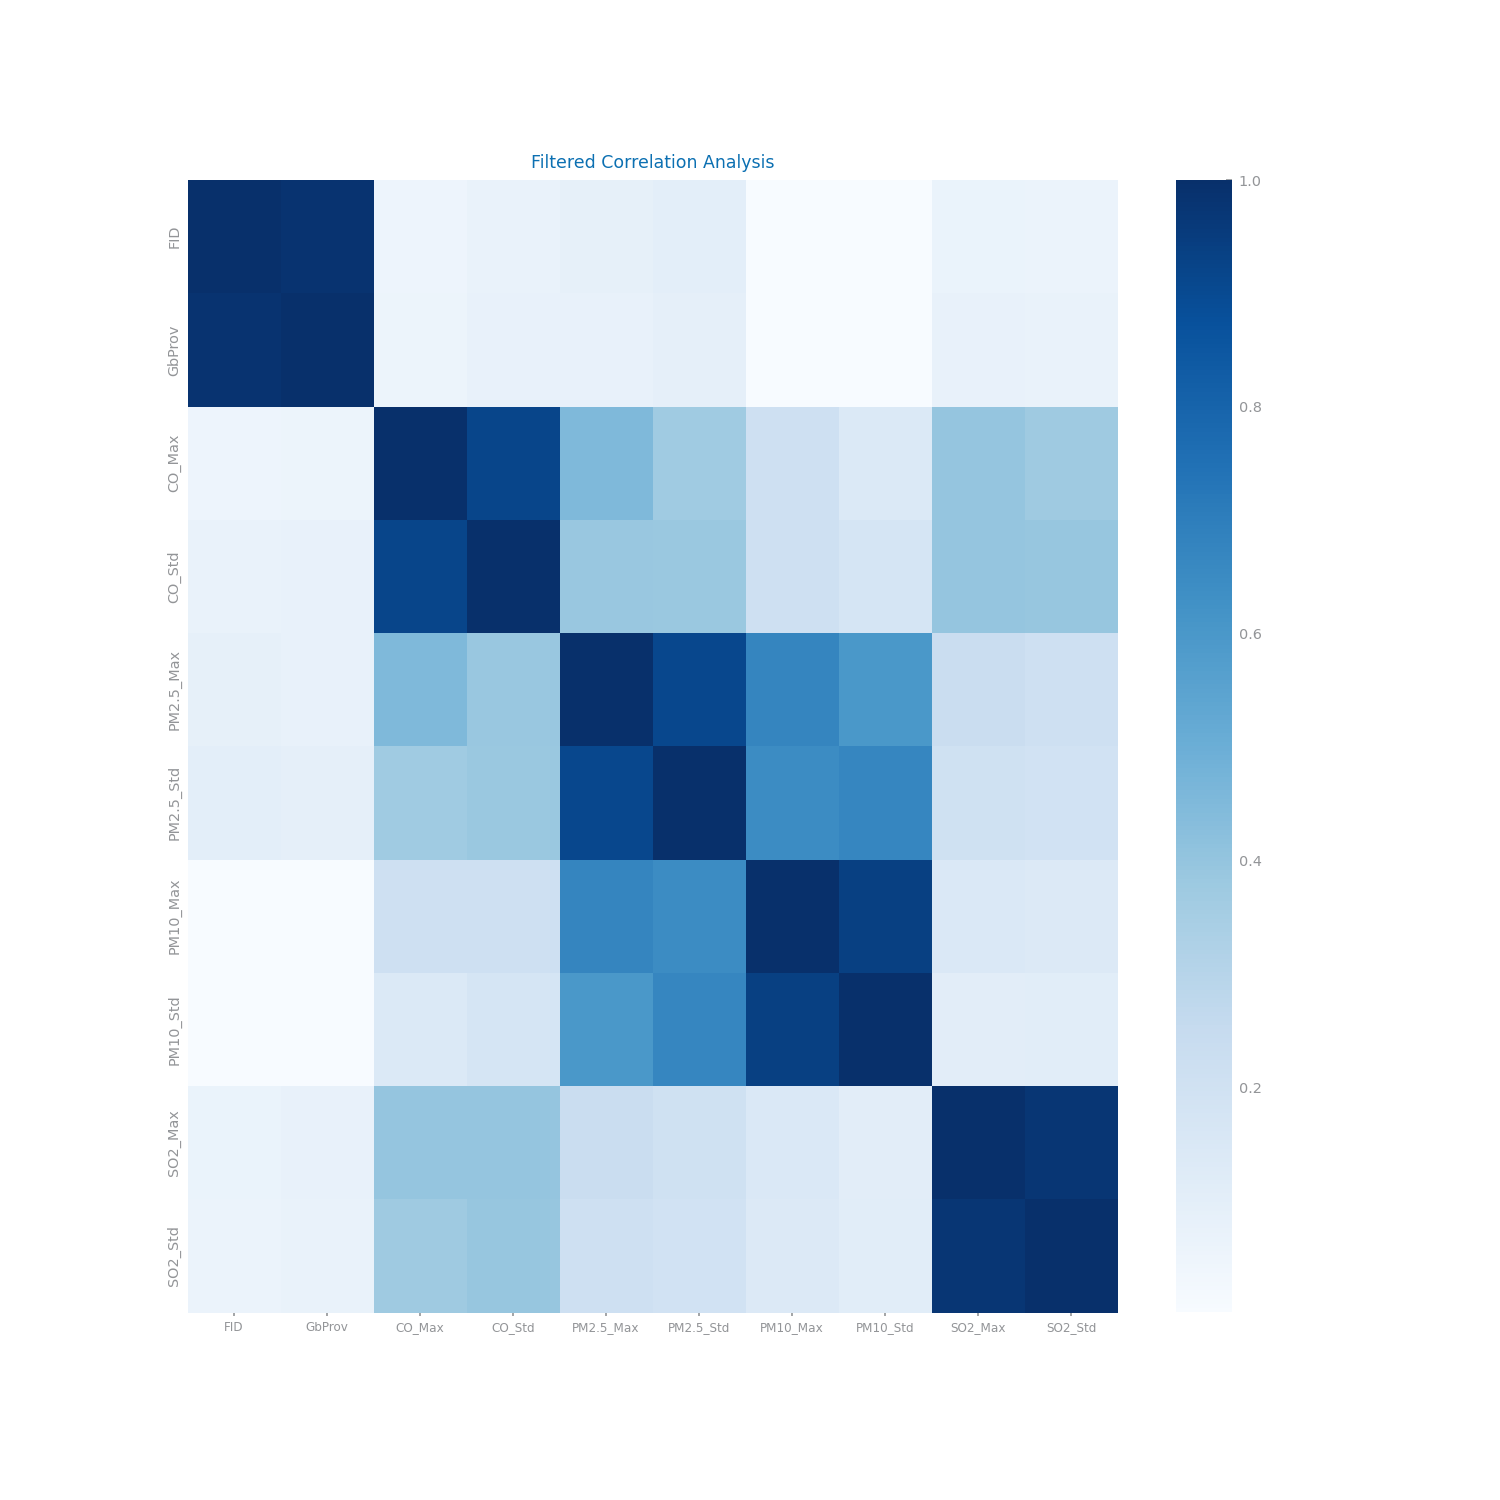 Filtered Correlation Analysis
FID
GbProv
CO_Max
CO_Std
PM2.5_Max
PM2.5_Std
PM10_Max
PM10_Std
SO2_Max
SO2_Std
FID GbProv CO_Max CO_Std PM2.5_Max PM2.5_Std PM10_Max PM10_Std SO2_Max SO2_Std
1.0
0.8
0.6
0.4
0.2